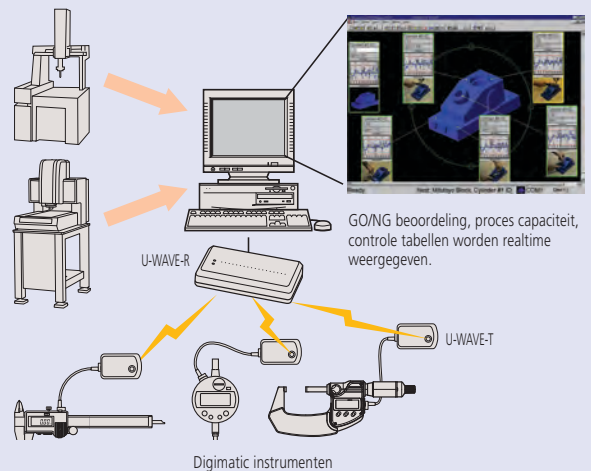 GO/NG beoordeling, proces capaciteit,
controle tabellen worden realtime
weergegeven.
U-WAVE-R
U-WAVE-T
Digimatic instrumenten